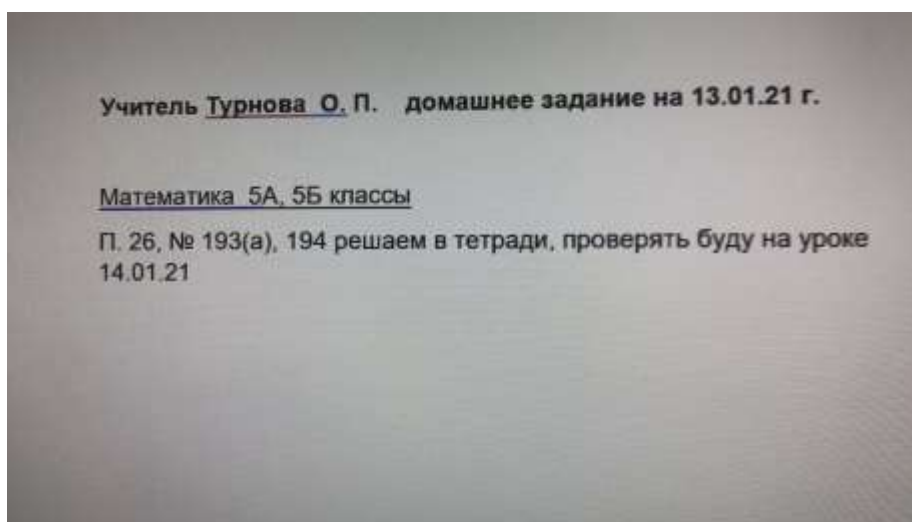 Учитель Турнова О. П. домашнее задание на 13.01.21 г.
Математика 5А, 5Б классы
П. 26, № 193(а), 194 решаем в тетради, проверять буду на уроке
14.01.21